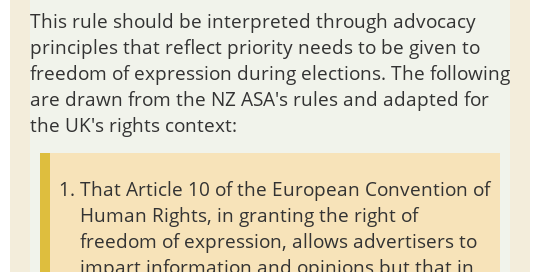 This rule should be interpreted through advocacy
principles that reflect priority needs to be given to
freedom of expression during elections. The following
are drawn from the NZ ASA's rules and adapted for
the UK's rights context:
1. That Article 10 of the European Convention of
Human Rights, in granting the right of
freedom of expression, allows advertisers to
impart information and opinions but that in